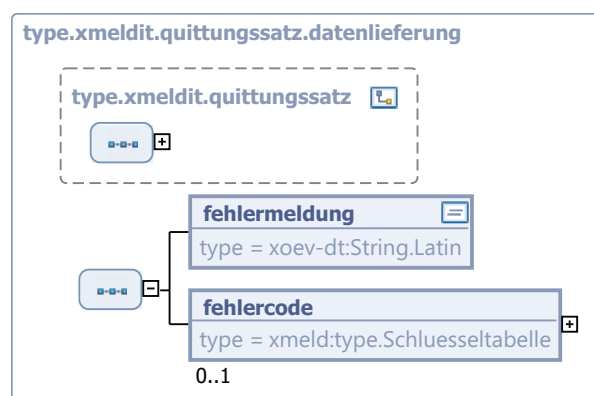 type.xmeldit.quittungssatz.datenlieferung
type.xmeldit.quittungssatz
fehlermeldung
type = xoev-dt:String.Latin
fehlercode
type = xmeld:type.Schluesseltabelle
0..1